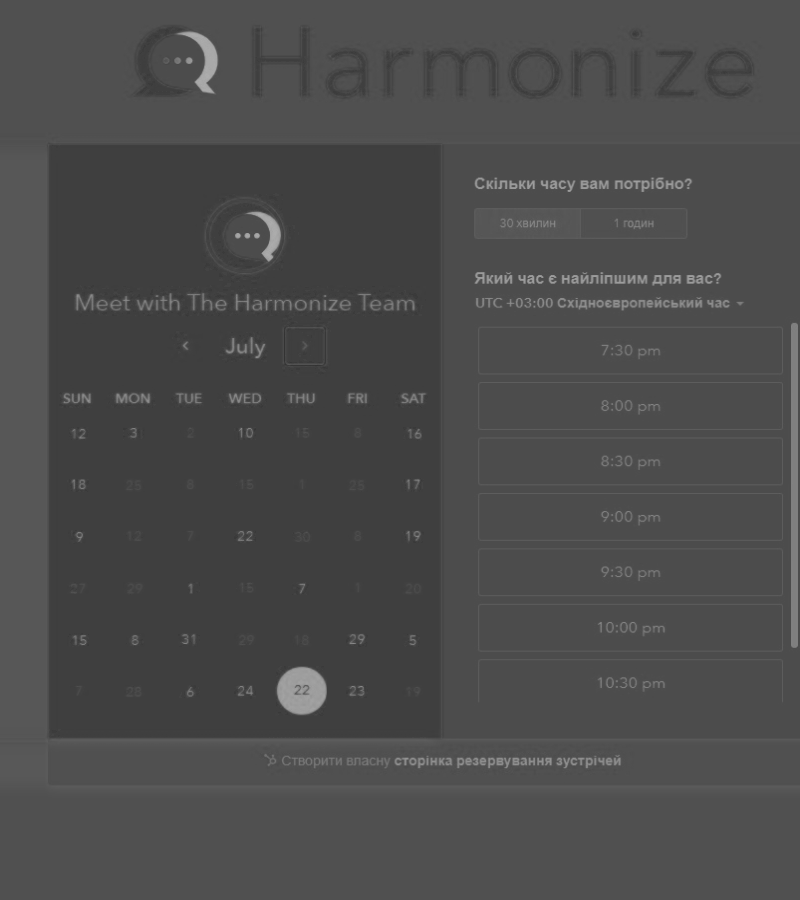 Harmonize
Meet with The Harmonize Team
July
SUN MON TUE WED THU FRI SAT
12 3 2 10 15 8 16
18 25 8 15 1 25 17
9 12 7 22 30 8 19
27 29 1 15 7 1 20
15 8 31 29 18 29 5
7 28 6 24 22 23 19
Скільки часу вам потрібно?
30 хвилин 1 годин
Який час є найліпшим для вас?
UTC +03:00 Східноєвропейський час
7:30 pm
8:00 pm
8:30 pm
9:00 pm
9:30 pm
10:00 pm
10:30 pm
Створити власну сторінка резервування зустрічей